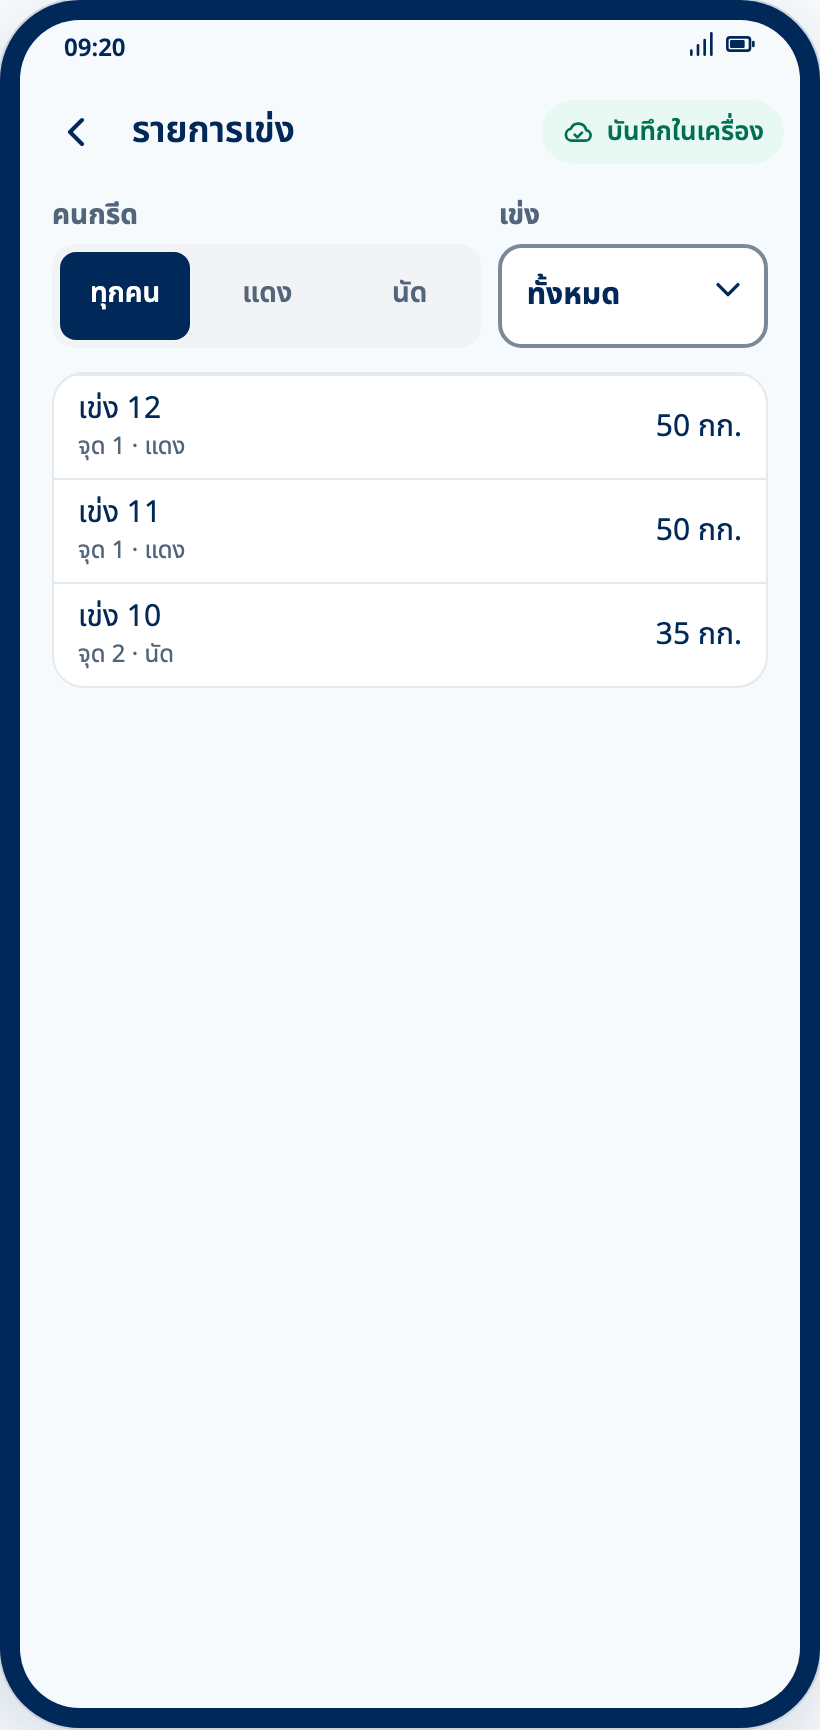 09:20
รายการเข่ง
บันทึกในเครื่อง
คนกรีด
เข่ง
ทุกคน
แดง
นัด
ทั้งหมด
เข่ง 12
จุด 1 · แดง
50 กก.
เข่ง 11
จุด 1 · แดง
50 กก.
เข่ง 10
จุด 2 · นัด
35 กก.